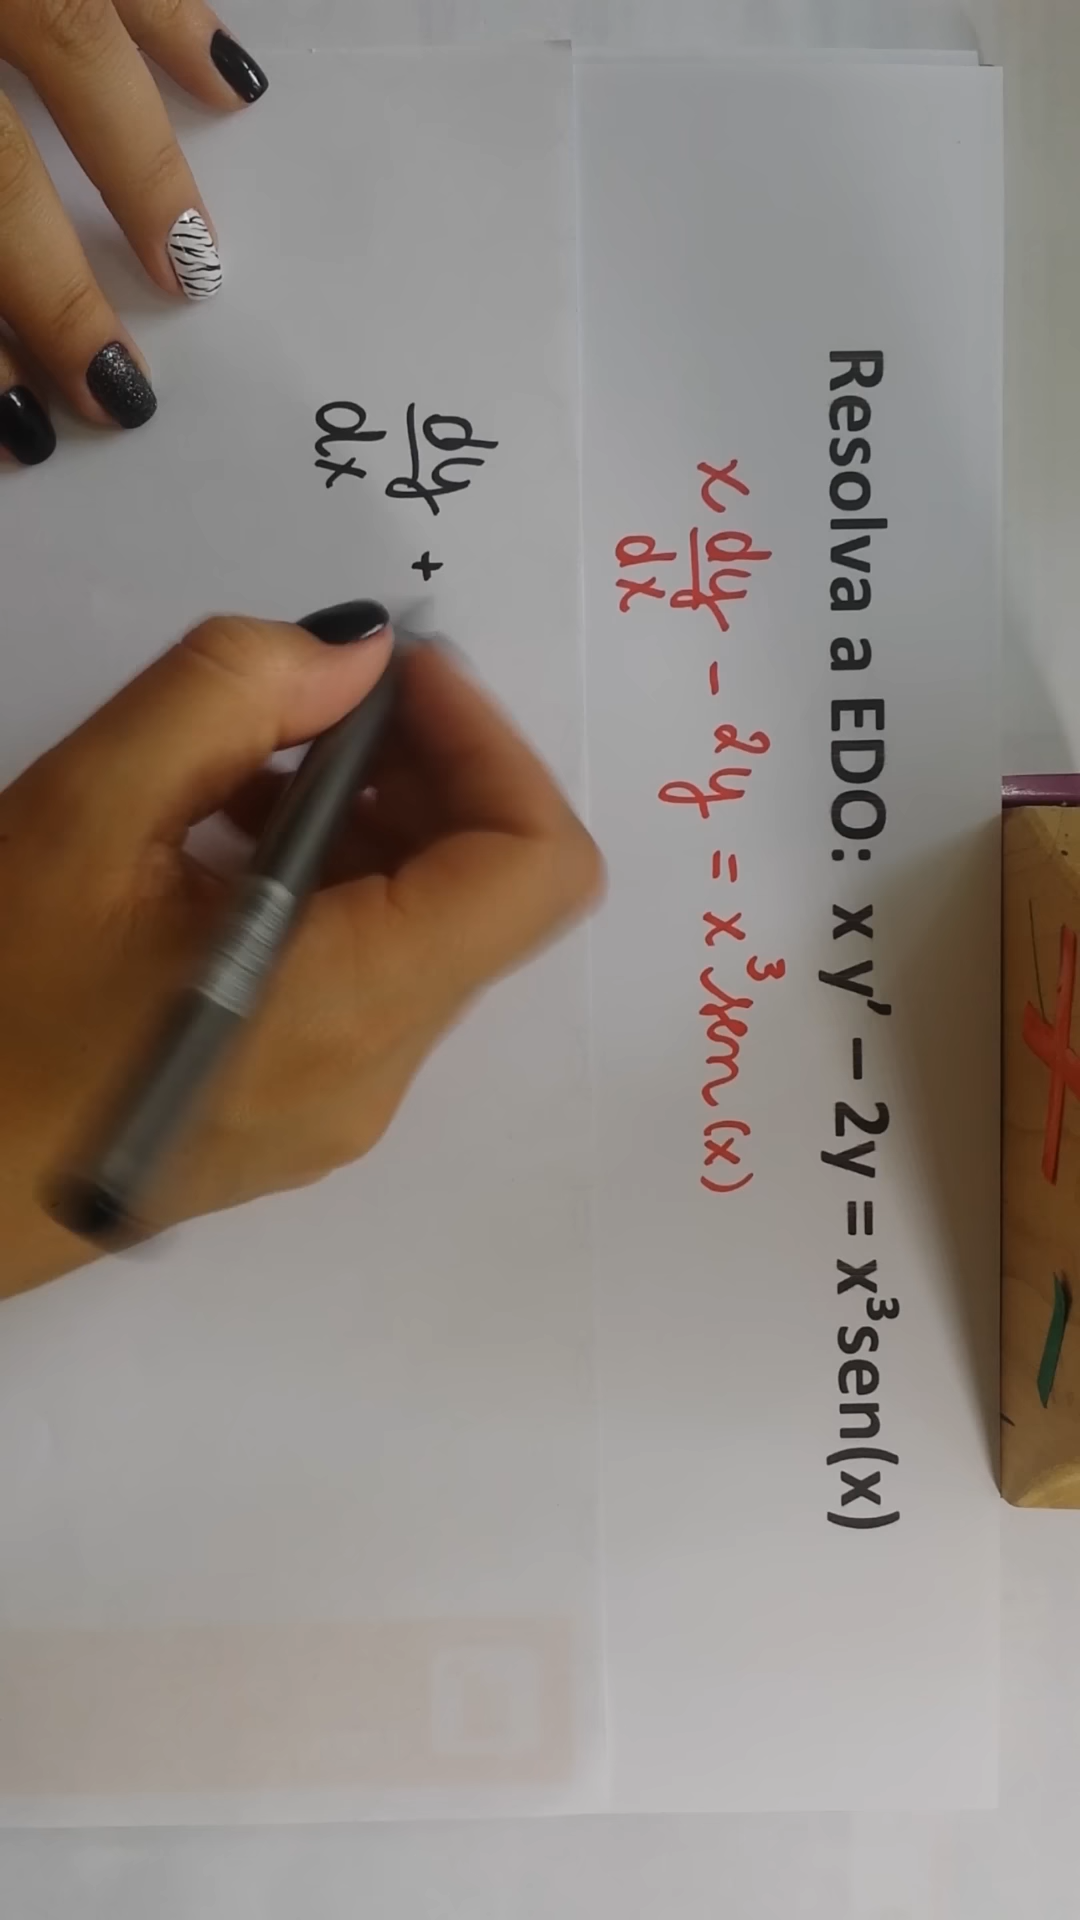 Resolva a EDO: x y' – 2y = x³sen(x)
x dy/dx - 2y = x³ sen(x)
dy/dx +